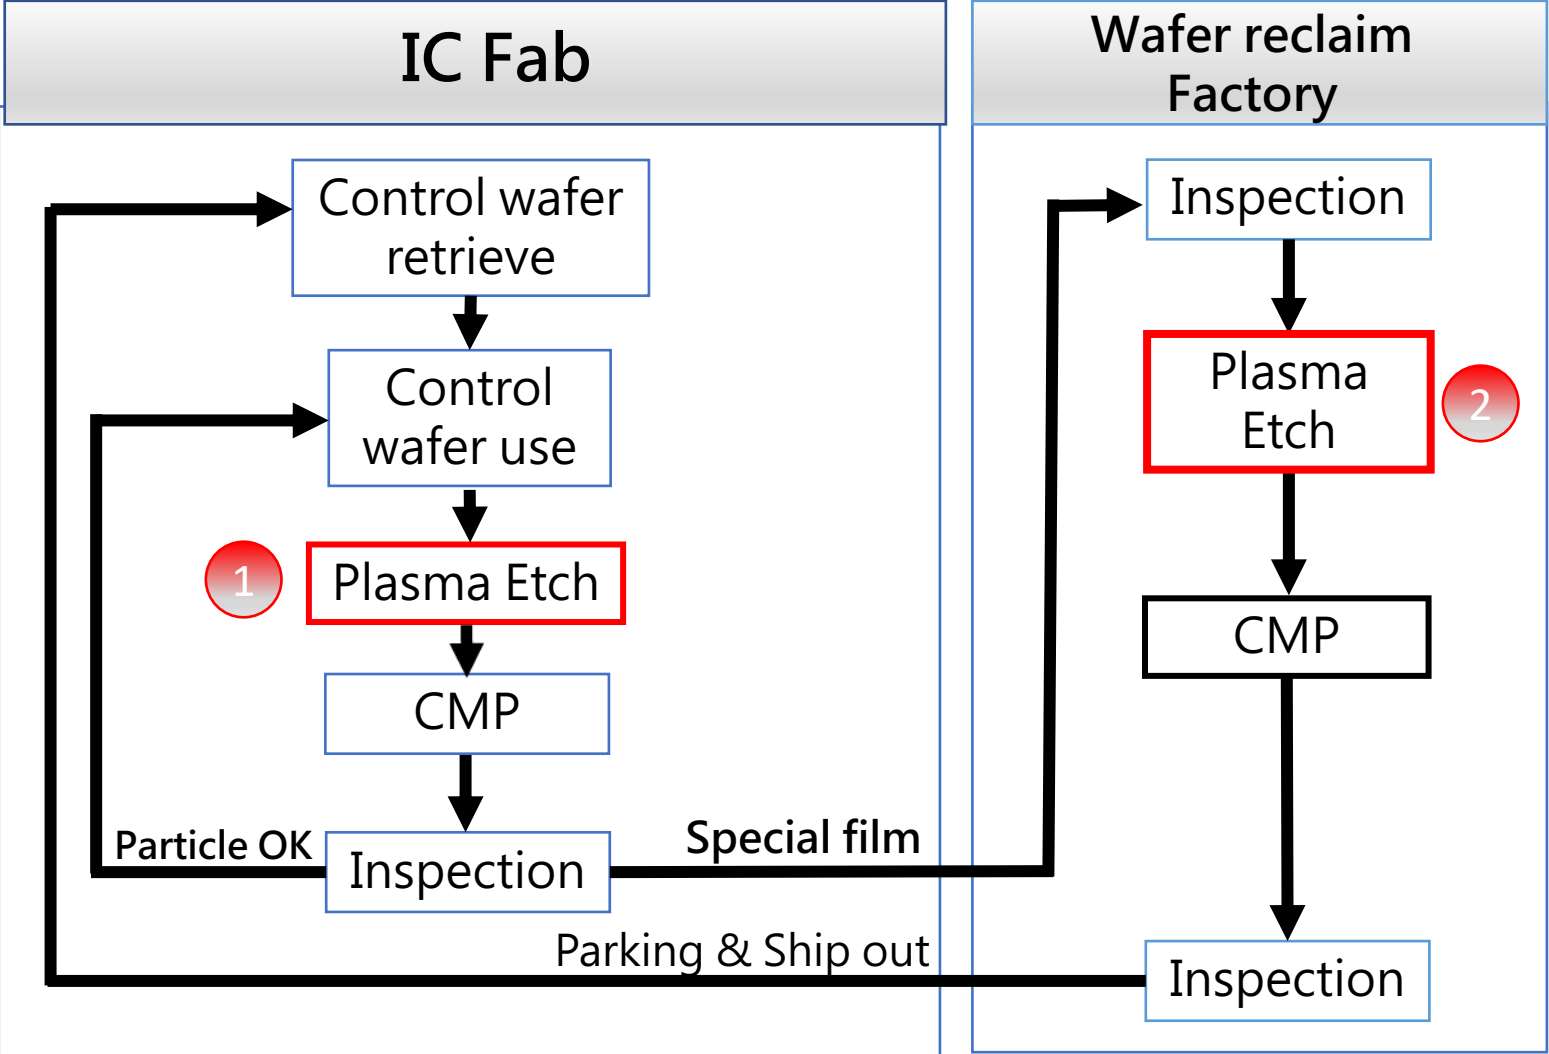 IC Fab
Wafer reclaim
Factory
Control wafer
retrieve
Control
wafer use
1
Plasma Etch
CMP
Particle OK
Inspection
Special film
Parking & Ship out
Inspection
Plasma
Etch
2
CMP
Inspection